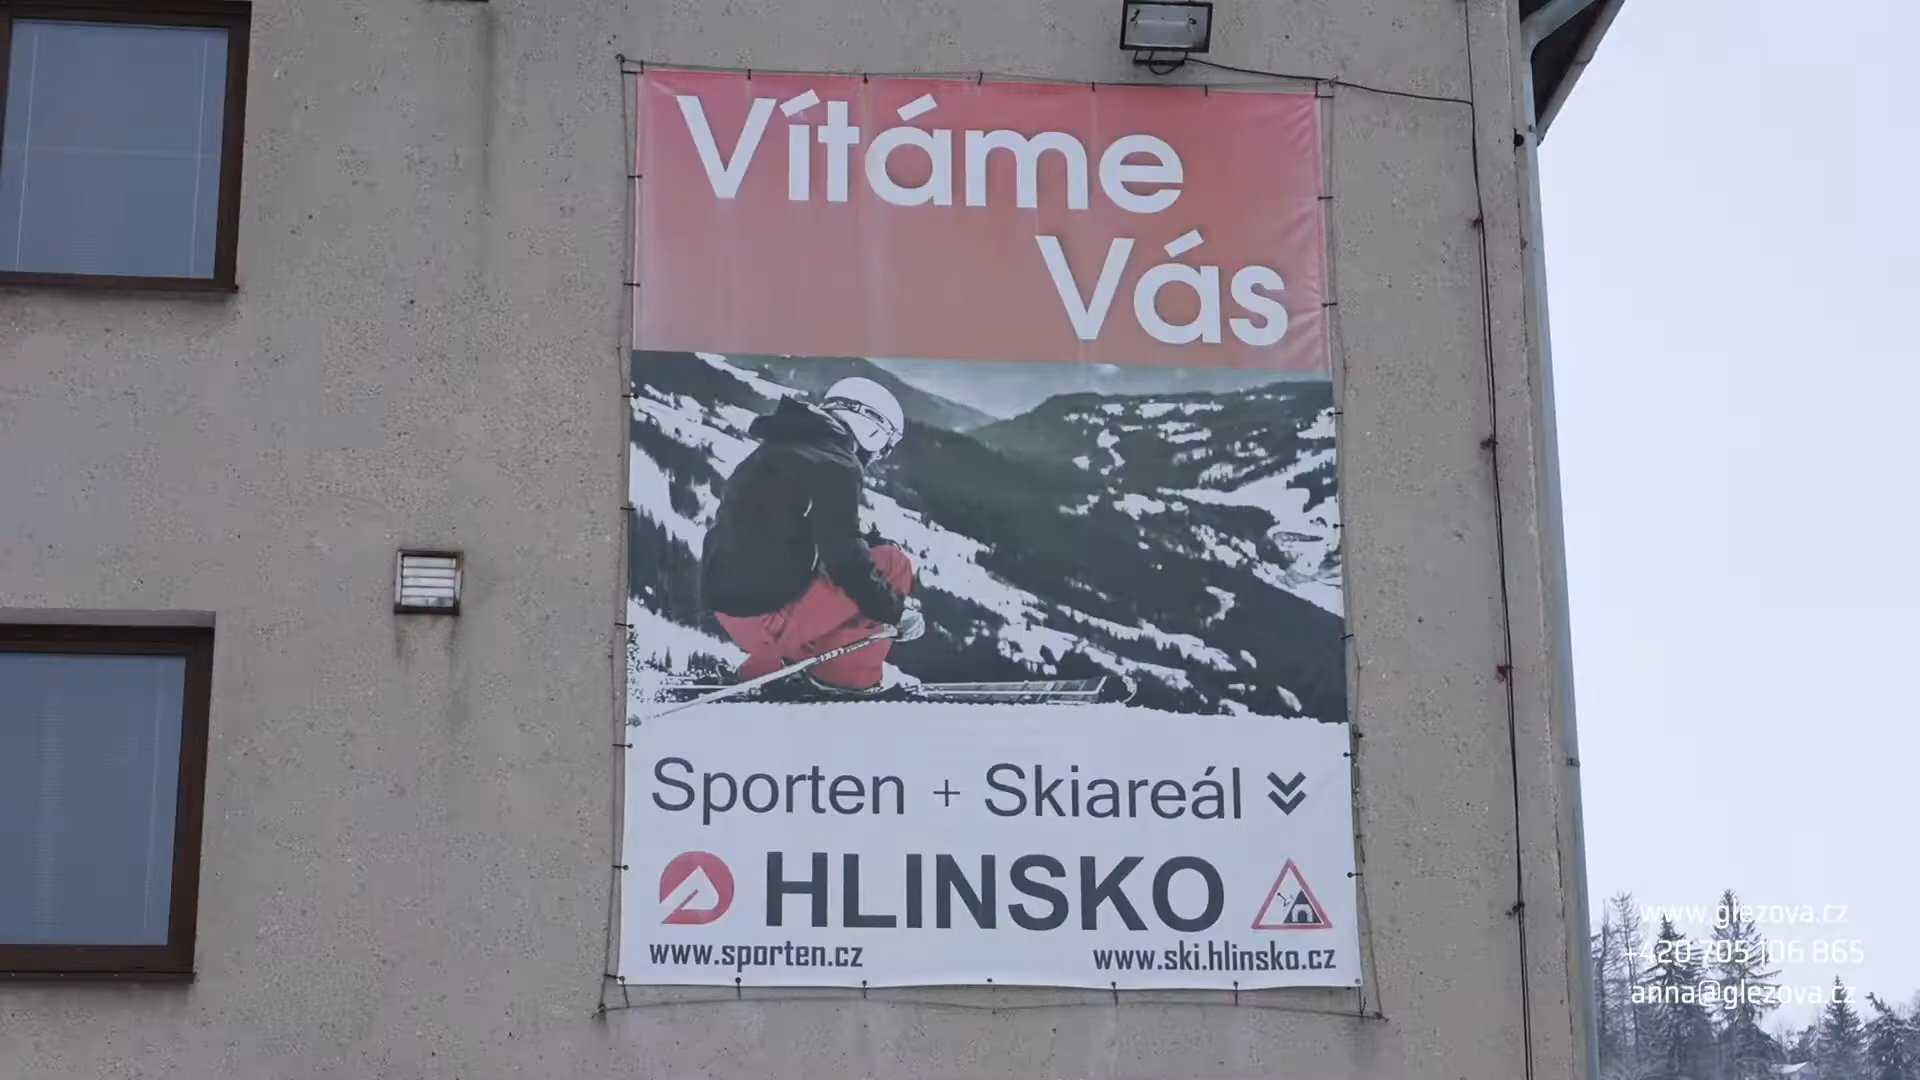 Vítáme
Vás
Sporten + Skiareál
HLINSKO
www.sporten.cz
www.ski.hlinsko.cz
www.glezova.cz
+420 705 106 865
anna@glezova.cz